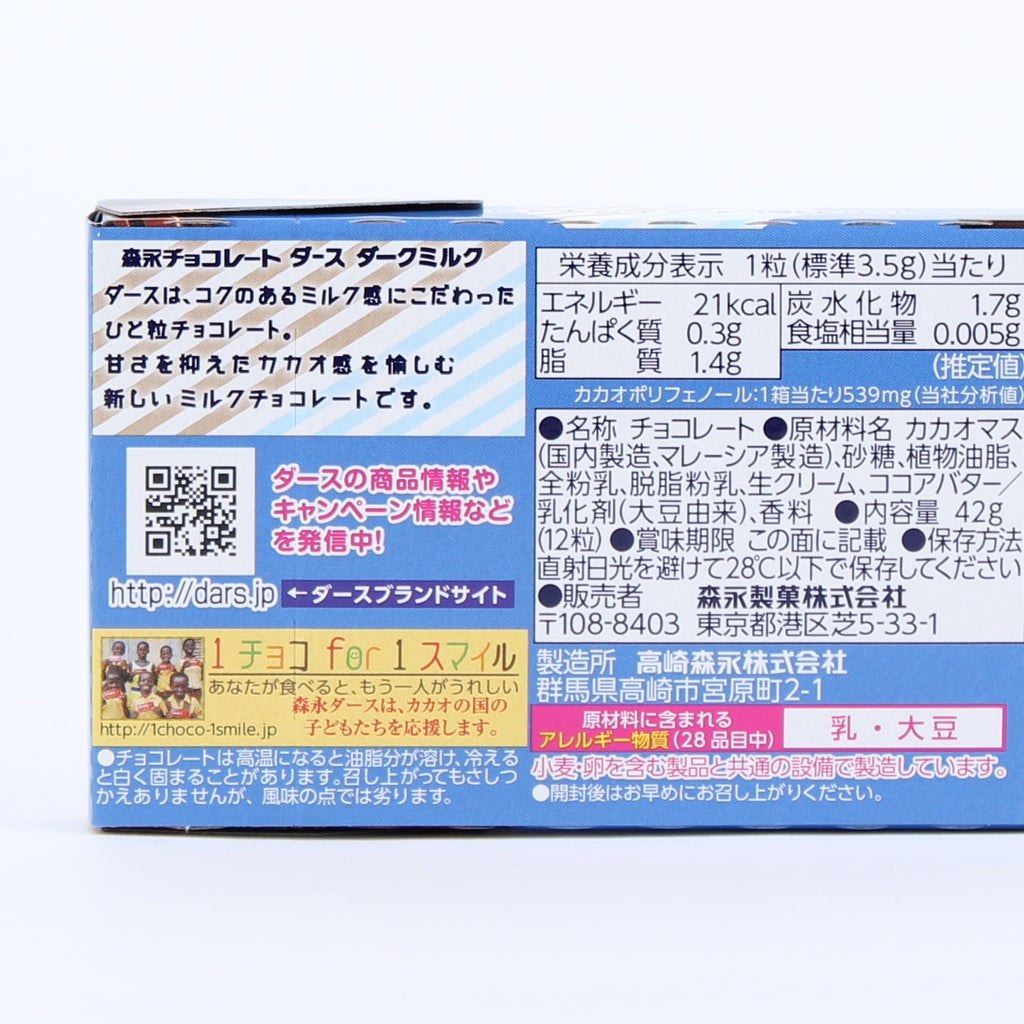 森永チョコレート ダース ダークミルク
ダースは、コクのあるミルク感にこだわった
ひと粒チョコレート。
甘さを抑えたカカオ感を愉しむ
新しいミルクチョコレートです。
ダースの商品情報や
キャンペーン情報など
を発信中!
http://dars.jp ←ダースブランドサイト
1 チョコ for 1 スマイル
あなたが食べると、もう一人がうれしい
森永ダースは、カカオの国の
子どもたちを応援します。
http://1choco-1smile.jp
●チョコレートは高温になると油脂分が溶け、冷える
と白く固まることがあります。召し上がってもさしつ
かえありませんが、風味の点では劣ります。
栄養成分表示 1粒(標準3.5g)当たり
エネルギー 21kcal 炭水化物 1.7g
たんぱく質 0.3g 食塩相当量 0.005g
脂質 1.4g (推定値)
カカオポリフェノール:1箱当たり539mg(当社分析値)
●名称 チョコレート ●原材料名 カカオマス
(国内製造、マレーシア製造)、砂糖、植物油脂、
全粉乳、脱脂粉乳、生クリーム、ココアバター/
乳化剤(大豆由来)、香料 ●内容量 42g
(12粒) ●賞味期限 この面に記載 ●保存方法
直射日光を避けて28℃以下で保存してください
●販売者 森永製菓株式会社
〒108-8403 東京都港区芝5-33-1
製造所 高崎森永株式会社
群馬県高崎市宮原町2-1
原材料に含まれる
アレルギー物質(28品目中) 乳・大豆
小麦・卵を含む製品と共通の設備で製造しています。
●開封後はお早めにお召し上がりください。